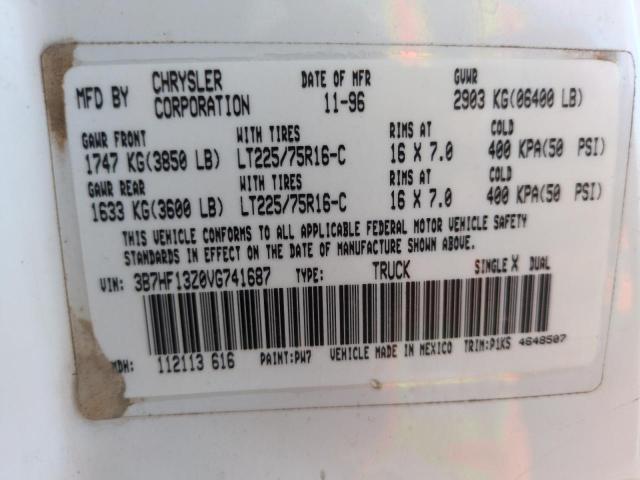 MFD BY CHRYSLER CORPORATION DATE OF MFR 11-96 GVWR 2903 KG(06400 LB)
GAWR FRONT WITH TIRES RIMS AT COLD
1747 KG(3850 LB) LT225/75R16-C 16 X 7.0 400 KPA(50 PSI)
GAWR REAR WITH TIRES RIMS AT COLD
1633 KG(3600 LB) LT225/75R16-C 16 X 7.0 400 KPA(50 PSI)
THIS VEHICLE CONFORMS TO ALL APPLICABLE FEDERAL MOTOR VEHICLE SAFETY
STANDARDS IN EFFECT ON THE DATE OF MANUFACTURE SHOWN ABOVE.
VIN: 3B7HF13Z0VG741687 TYPE: TRUCK SINGLE X DUAL
MDH: 112113 616 PAINT:PW7 VEHICLE MADE IN MEXICO TRIM:P1K5 4648507